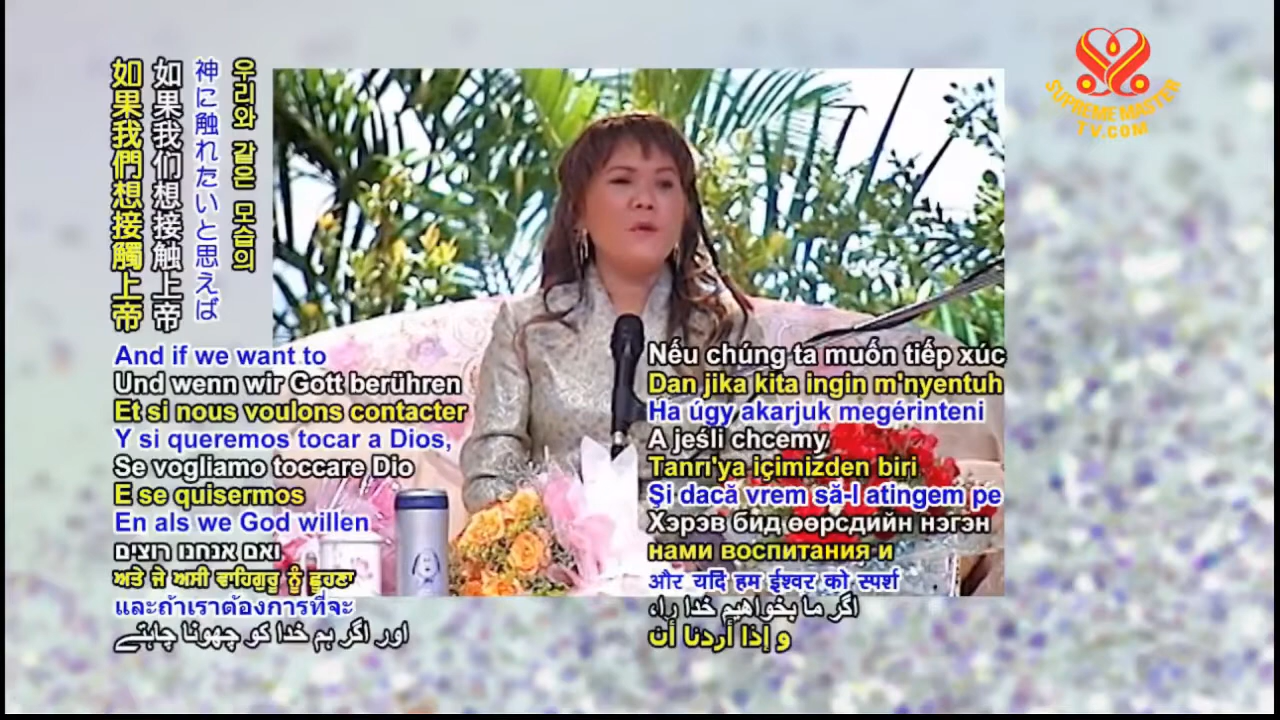 如果我們想接觸上帝
如果我们想接触上帝
神に触れたいと思えば
우리와 같은 모습의
And if we want to
Und wenn wir Gott berühren
Et si nous voulons contacter
Y si queremos tocar a Dios,
Se vogliamo toccare Dio
E se quisermos
En als we God willen
ואם אנחנו רוצים
ਅਤੇ ਜੇ ਅਸੀ ਵਾਹਿਗੁਰੂ ਨੂੰ ਛੂਹਣਾ
และถ้าเราต้องการที่จะ
اور اگر ہم خدا کو چھونا چاہتے
Nếu chúng ta muốn tiếp xúc
Dan jika kita ingin m'nyentuh
Ha úgy akarjuk megérinteni
A jeśli chcemy
Tanrı'ya içimizden biri
Şi dacă vrem să-l atingem pe
Хэрэв бид өөрсдийн нэгэн
нами воспитания и
और यदि हम ईश्वर को स्पर्श
اگر ما بخواهیم خدا را،
و إذا أردنا أن
SUPREME MASTER
TV.COM